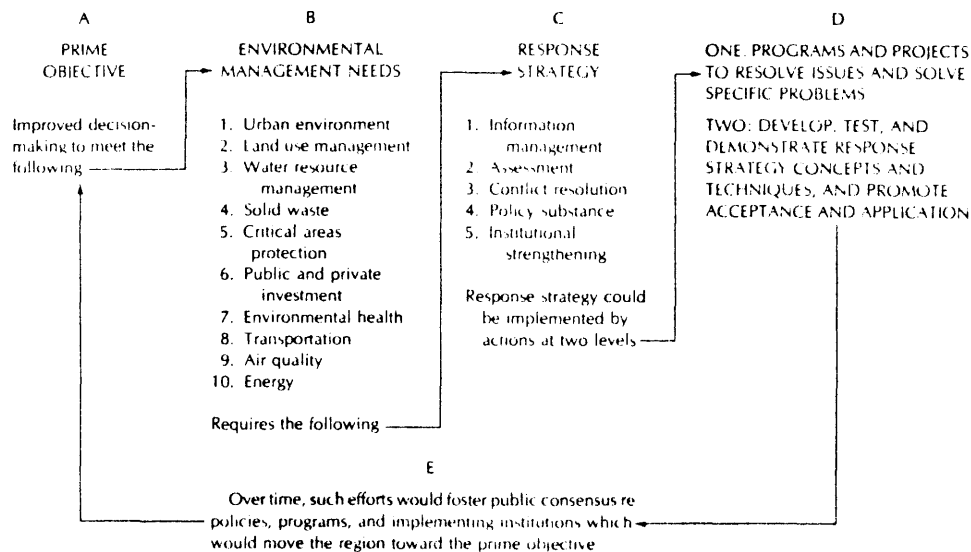 A
PRIME
OBJECTIVE
Improved decision-
making to meet the
following
B
ENVIRONMENTAL
MANAGEMENT NEEDS
1. Urban environment
2. Land use management
3. Water resource
management
4. Solid waste
5. Critical areas
protection
6. Public and private
investment
7. Environmental health
8. Transportation
9. Air quality
10. Energy
Requires the following
C
RESPONSE
STRATEGY
1. Information
management
2. Assessment
3. Conflict resolution
4. Policy substance
5. Institutional
strengthening
Response strategy could
be implemented by
actions at two levels
D
ONE: PROGRAMS AND PROJECTS
TO RESOLVE ISSUES AND SOLVE
SPECIFIC PROBLEMS
TWO: DEVELOP, TEST, AND
DEMONSTRATE RESPONSE
STRATEGY CONCEPTS AND
TECHNIQUES, AND PROMOTE
ACCEPTANCE AND APPLICATION
E
Over time, such efforts would foster public consensus re
policies, programs, and implementing institutions which
would move the region toward the prime objective